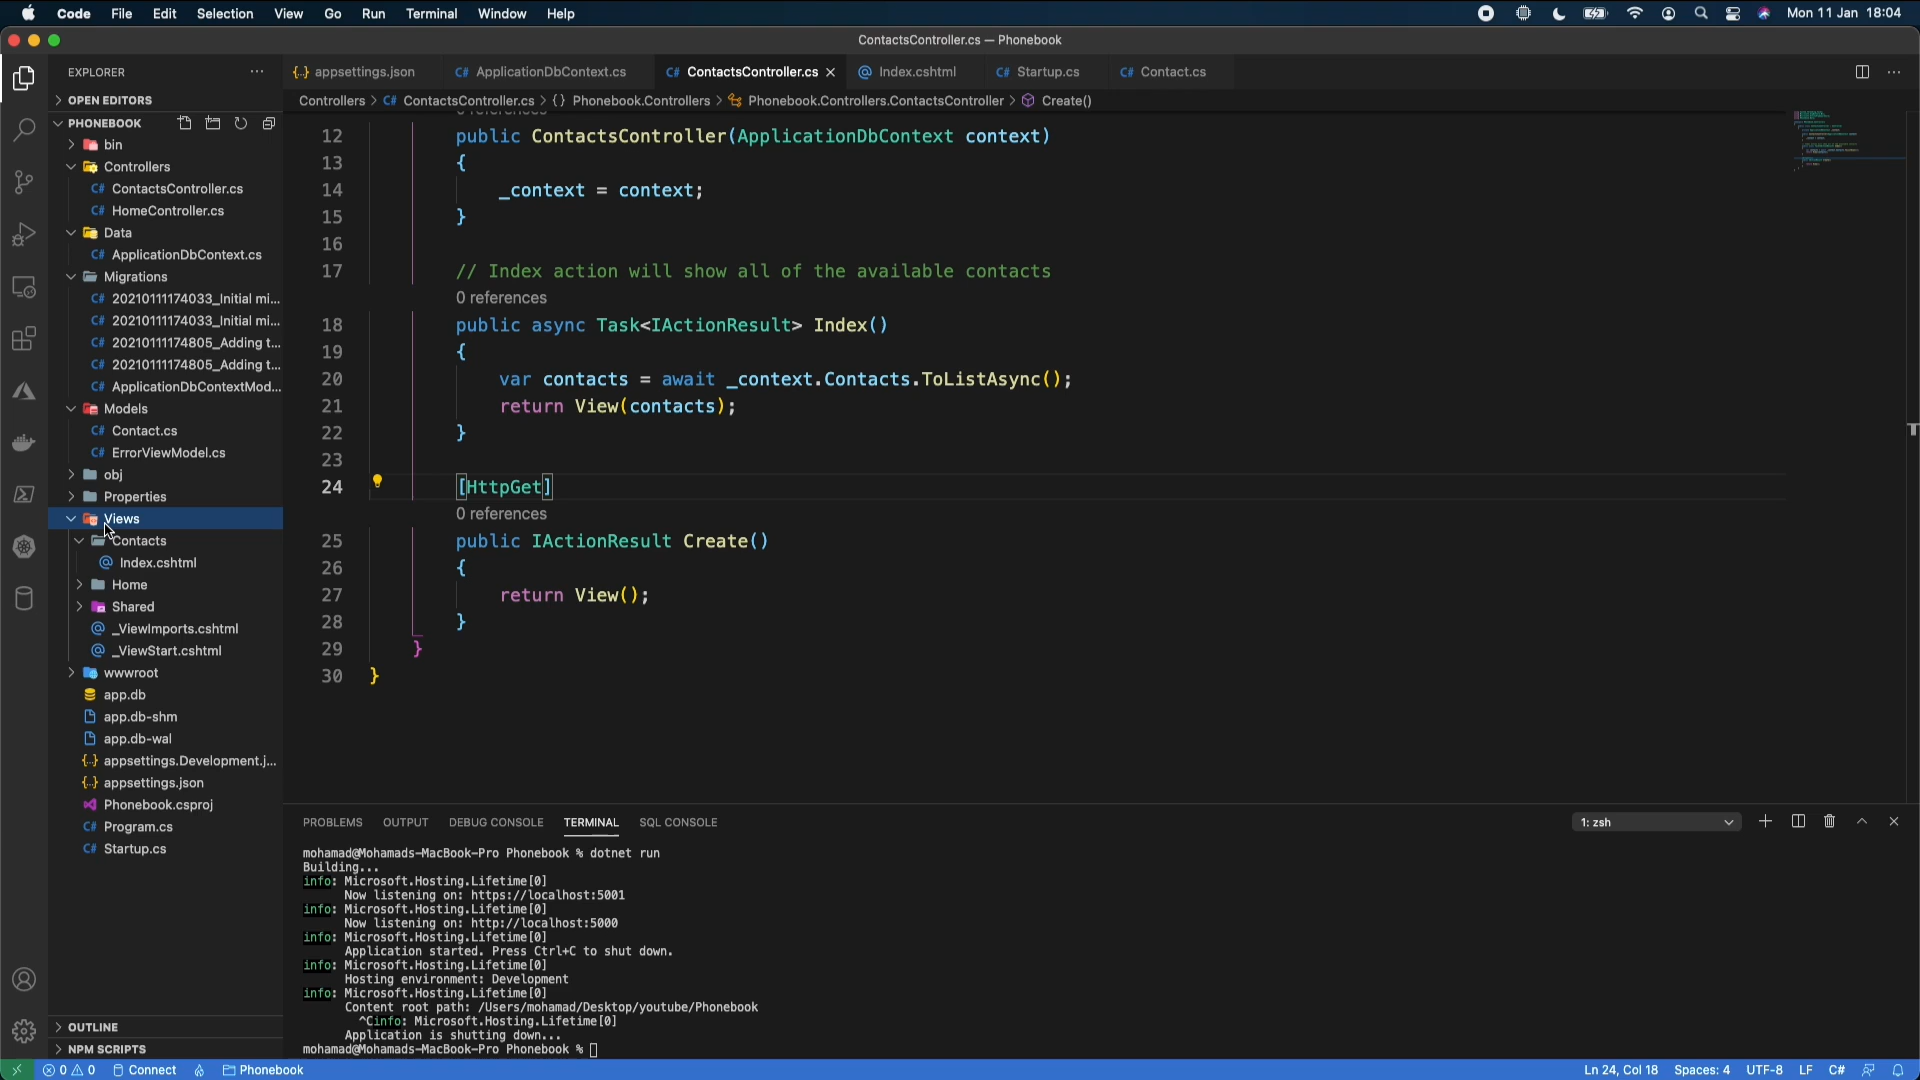 Code File Edit Selection View Go Run Terminal Window Help Mon 11 Jan 18:04
ContactsController.cs — Phonebook
EXPLORER ···
OPEN EDITORS
PHONEBOOK
bin
Controllers
C# ContactsController.cs
C# HomeController.cs
Data
C# ApplicationDbContext.cs
Migrations
C# 20210111174033_Initial mi...
C# 20210111174033_Initial mi...
C# 20210111174805_Adding t...
C# 20210111174805_Adding t...
C# ApplicationDbContextMod...
Models
C# Contact.cs
C# ErrorViewModel.cs
obj
Properties
Views
Contacts
@ Index.cshtml
Home
Shared
@ _ViewImports.cshtml
@ _ViewStart.cshtml
wwwroot
app.db
app.db-shm
app.db-wal
{··} appsettings.Development.j...
{··} appsettings.json
Phonebook.csproj
C# Program.cs
C# Startup.cs
OUTLINE
NPM SCRIPTS
{··} appsettings.json C# ApplicationDbContext.cs C# ContactsController.cs @ Index.cshtml C# Startup.cs C# Contact.cs
Controllers > C# ContactsController.cs > {} Phonebook.Controllers > Phonebook.Controllers.ContactsController > Create()
12 public ContactsController(ApplicationDbContext context)
13 {
14 _context = context;
15 }
16
17 // Index action will show all of the available contacts
0 references
18 public async Task<IActionResult> Index()
19 {
20 var contacts = await _context.Contacts.ToListAsync();
21 return View(contacts);
22 }
23
24 [HttpGet]
0 references
25 public IActionResult Create()
26 {
27 return View();
28 }
29 }
30 }
PROBLEMS OUTPUT DEBUG CONSOLE TERMINAL SQL CONSOLE 1: zsh
mohamad@Mohamads-MacBook-Pro Phonebook % dotnet run
Building...
info: Microsoft.Hosting.Lifetime[0]
Now listening on: https://localhost:5001
info: Microsoft.Hosting.Lifetime[0]
Now listening on: http://localhost:5000
info: Microsoft.Hosting.Lifetime[0]
Application started. Press Ctrl+C to shut down.
info: Microsoft.Hosting.Lifetime[0]
Hosting environment: Development
info: Microsoft.Hosting.Lifetime[0]
Content root path: /Users/mohamad/Desktop/youtube/Phonebook
^Cinfo: Microsoft.Hosting.Lifetime[0]
Application is shutting down...
mohamad@Mohamads-MacBook-Pro Phonebook %
0 0 Connect Phonebook Ln 24, Col 18 Spaces: 4 UTF-8 LF C#